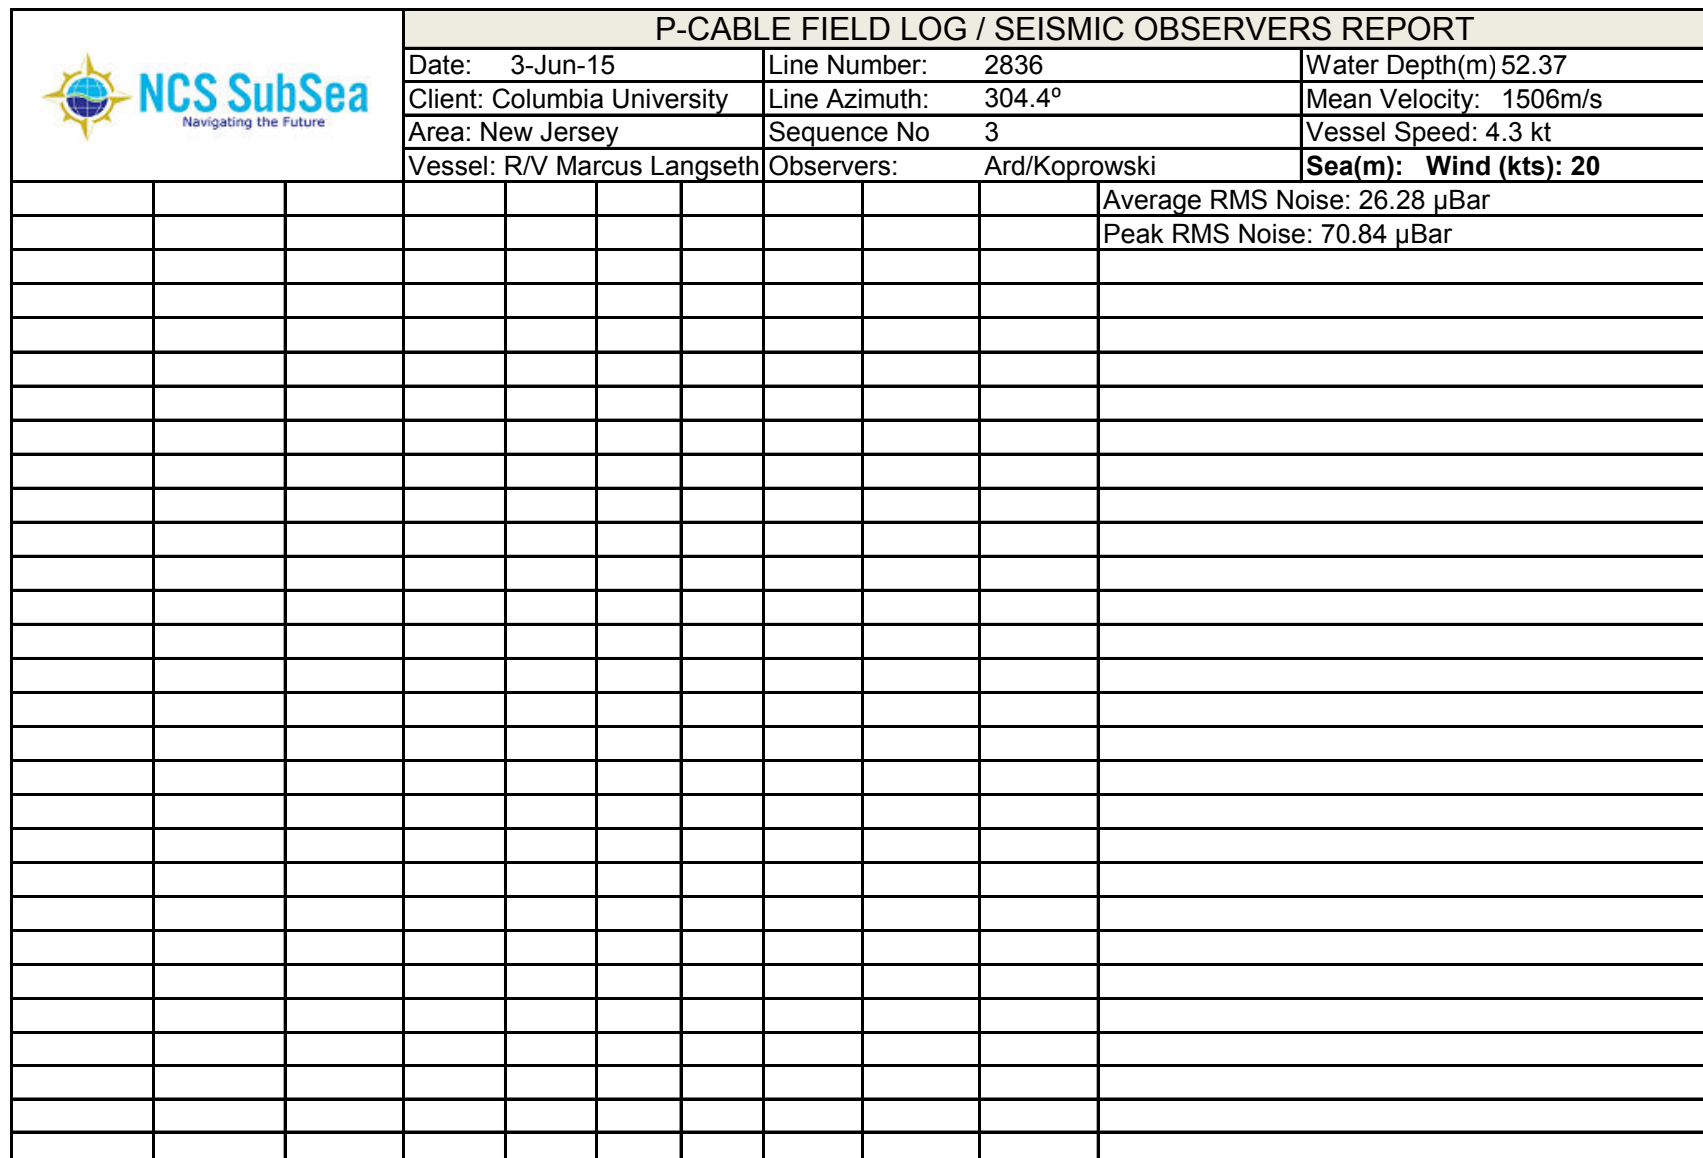 P-CABLE FIELD LOG / SEISMIC OBSERVERS REPORT
NCS SubSea
Navigating the Future
Date: 3-Jun-15 Line Number: 2836 Water Depth(m) 52.37
Client: Columbia University Line Azimuth: 304.4º Mean Velocity: 1506m/s
Area: New Jersey Sequence No 3 Vessel Speed: 4.3 kt
Vessel: R/V Marcus Langseth Observers: Ard/Koprowski Sea(m): Wind (kts): 20
Average RMS Noise: 26.28 µBar
Peak RMS Noise: 70.84 µBar